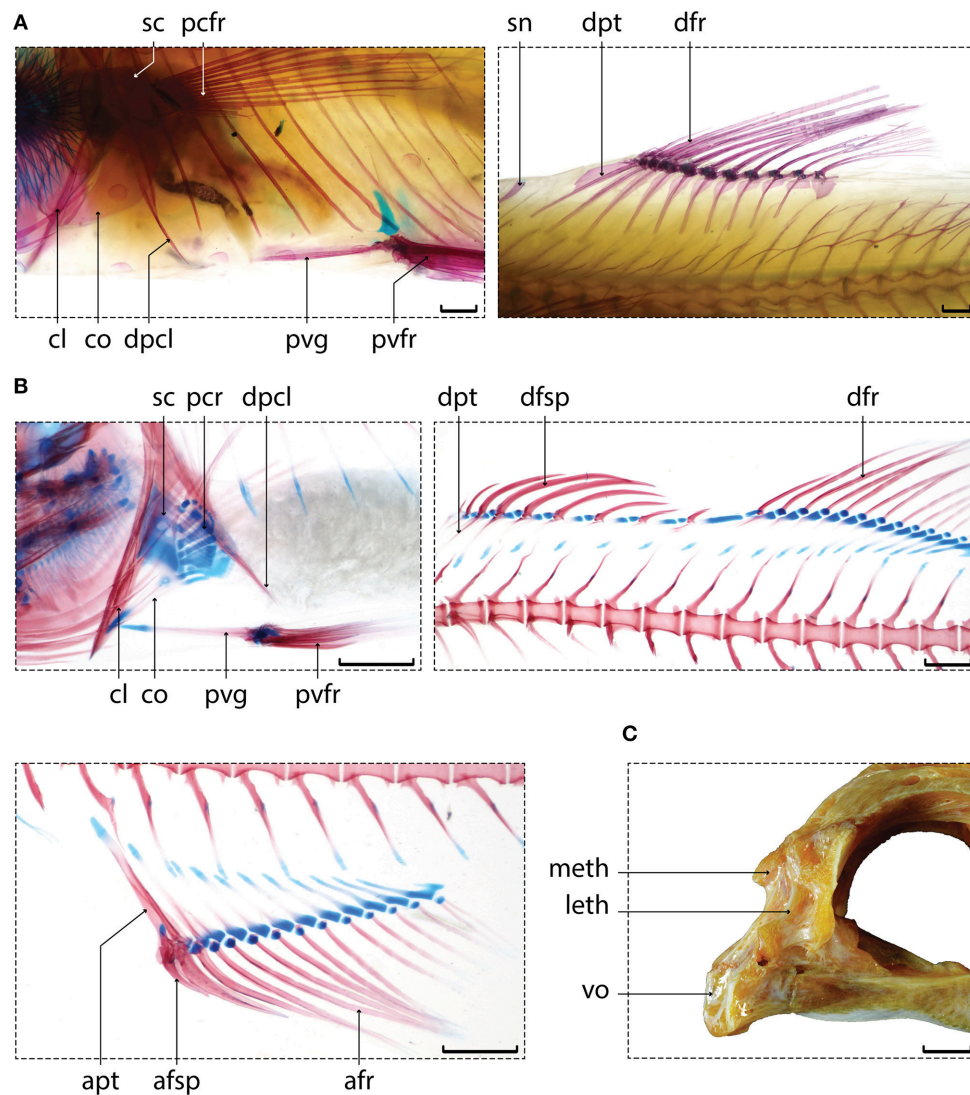 A
sc pcfr
sn dpt dfr
cl co dpcl pvg pvfr
B
sc pcr dpcl
dpt dfsp dfr
cl co pvg pvfr
C
meth
leth
vo
apt afsp afr